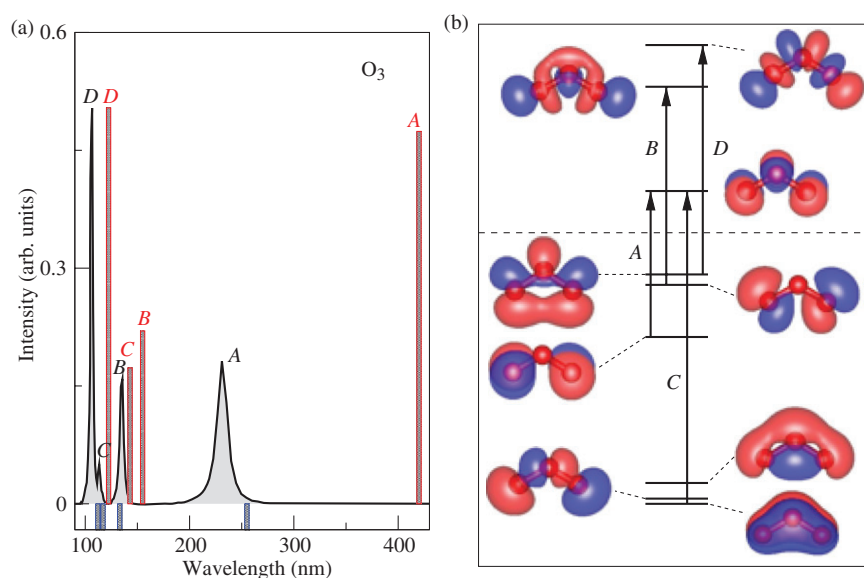 (a)
0.6
O3
D
D
A
Intensity (arb. units)
0.3
B
C
B
A
C
0
100
200
300
400
Wavelength (nm)
(b)
B
D
A
C